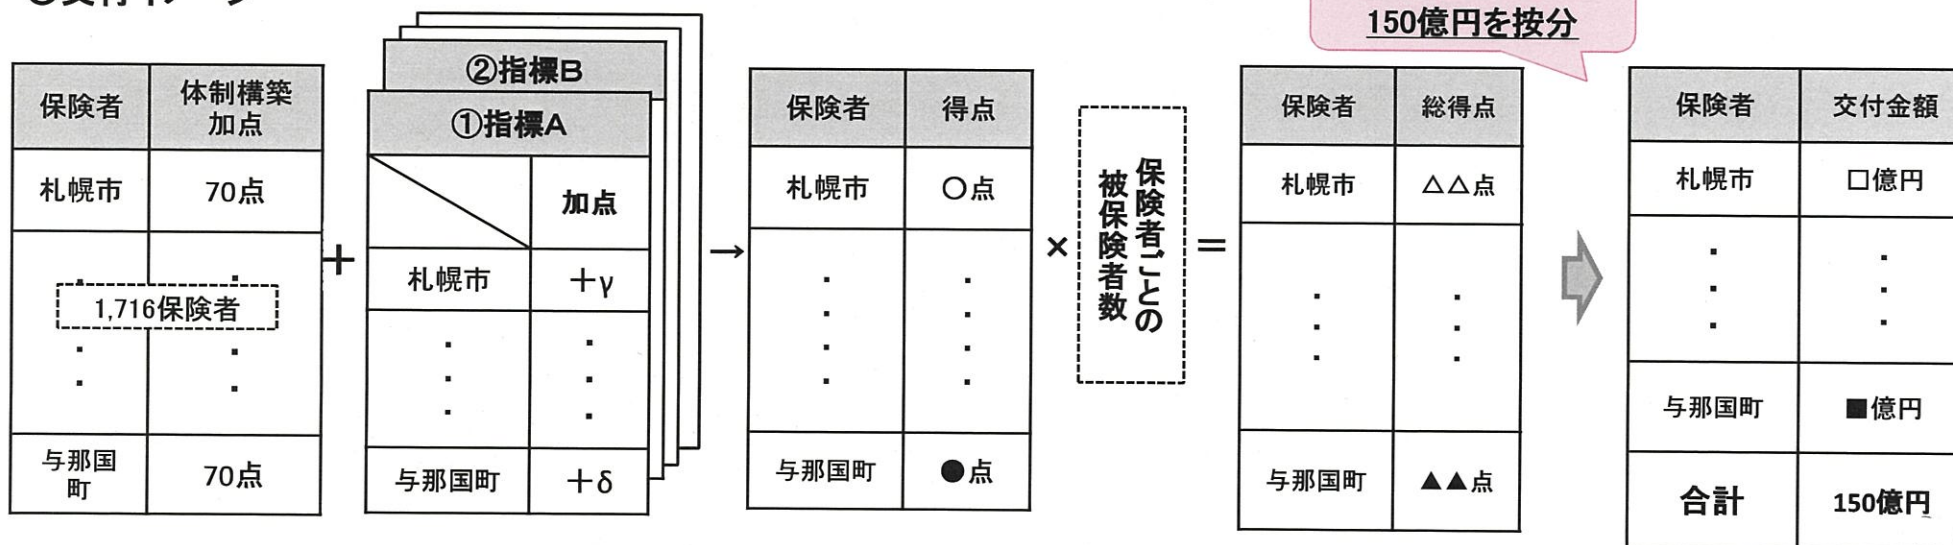 150億円を按分
保険者 体制構築
加点
札幌市 70点
1,716保険者
与那国
町 70点
＋
②指標B
①指標A
加点
札幌市 ＋γ
与那国町 ＋δ
→
保険者 得点
札幌市 〇点
与那国町 ●点
×
保険者ごとの
被保険者数
＝
保険者 総得点
札幌市 △△点
与那国町 ▲▲点
保険者 交付金額
札幌市 □億円
与那国町 ■億円
合計 150億円